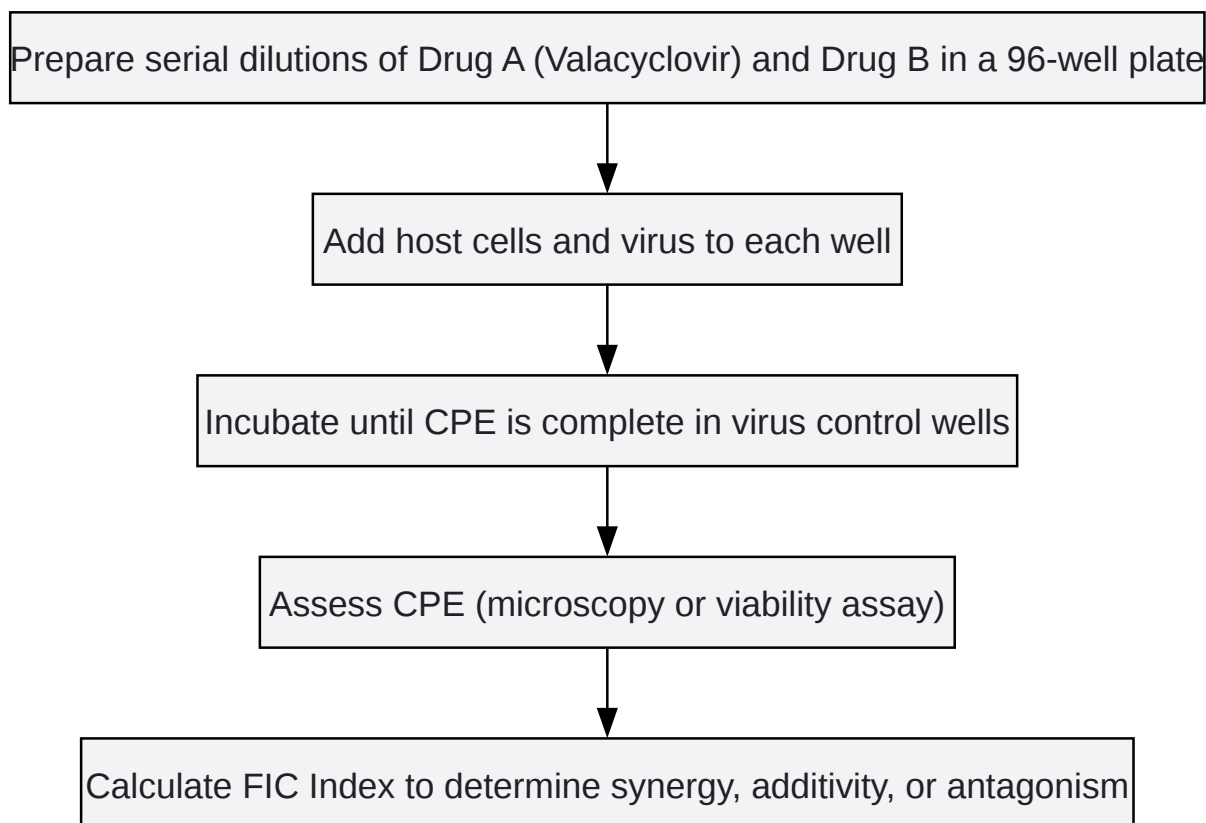 Prepare serial dilutions of Drug A (Valacyclovir) and Drug B in a 96-well plate
Add host cells and virus to each well
Incubate until CPE is complete in virus control wells
Assess CPE (microscopy or viability assay)
Calculate FIC Index to determine synergy, additivity, or antagonism